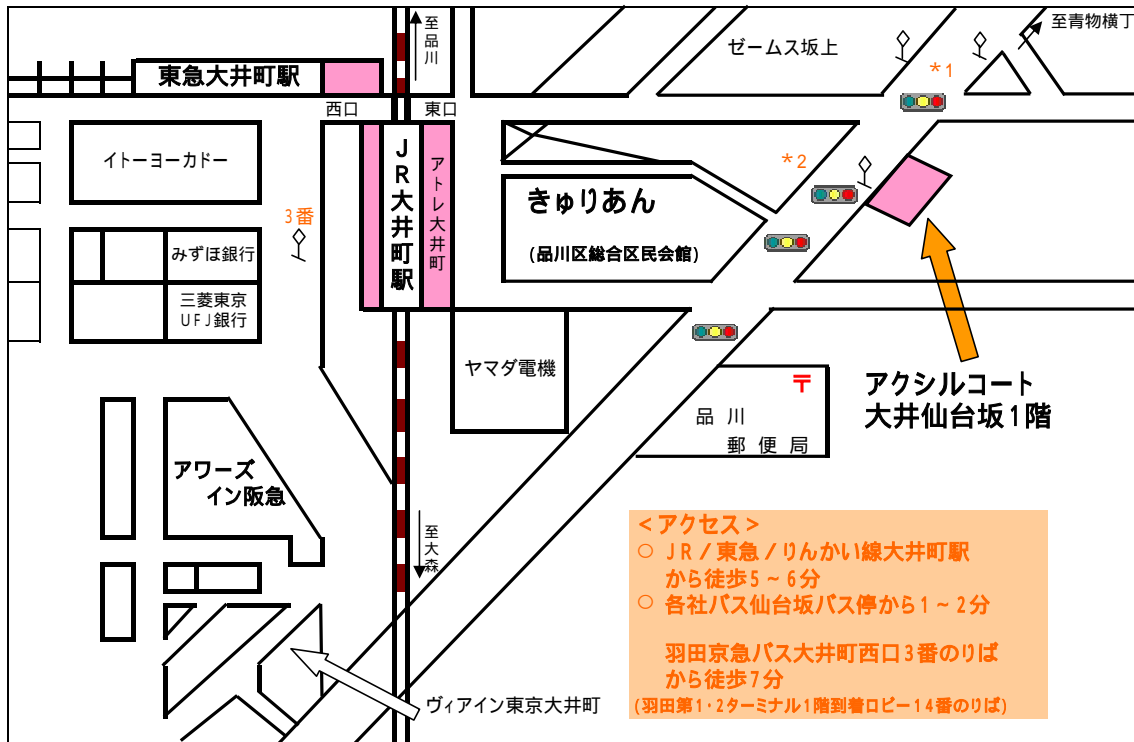 至品川
ゼームス坂上
至青物横丁
*1
東急大井町駅
西口
東口
イトーヨーカドー
JR大井町駅
アトレ大井町
きゅりあん
(品川区総合区民会館)
*2
3番
みずほ銀行
三菱東京
UFJ銀行
ヤマダ電機
〒
品川
郵便局
アクシルコート
大井仙台坂1階
アワーズ
イン阪急
至大森
ヴィアイン東京大井町
<アクセス>
○ JR/東急/りんかい線大井町駅
から徒歩5~6分
○ 各社バス仙台坂バス停から1~2分
羽田京急バス大井町西口3番のりば
から徒歩7分
(羽田第1・2ターミナル1階到着ロビー14番のりば)